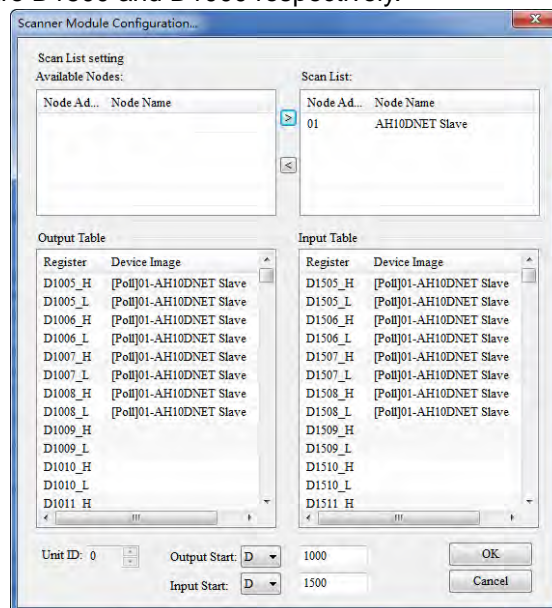 Scanner Module Configuration...
Scan List setting
Available Nodes:
Scan List:
Node Ad... Node Name
Node Ad... Node Name
01 AH10DNET Slave
>
<
Output Table
Input Table
Register Device Image
D1005_H [Poll]01-AH10DNET Slave
D1005_L [Poll]01-AH10DNET Slave
D1006_H [Poll]01-AH10DNET Slave
D1006_L [Poll]01-AH10DNET Slave
D1007_H [Poll]01-AH10DNET Slave
D1007_L [Poll]01-AH10DNET Slave
D1008_H [Poll]01-AH10DNET Slave
D1008_L [Poll]01-AH10DNET Slave
D1009_H
D1009_L
D1010_H
D1010_L
D1011_H
Register Device Image
D1505_H [Poll]01-AH10DNET Slave
D1505_L [Poll]01-AH10DNET Slave
D1506_H [Poll]01-AH10DNET Slave
D1506_L [Poll]01-AH10DNET Slave
D1507_H [Poll]01-AH10DNET Slave
D1507_L [Poll]01-AH10DNET Slave
D1508_H [Poll]01-AH10DNET Slave
D1508_L [Poll]01-AH10DNET Slave
D1509_H
D1509_L
D1510_H
D1510_L
D1511_H
Unit ID: 0
Output Start: D 1000
OK
Input Start: D 1500
Cancel